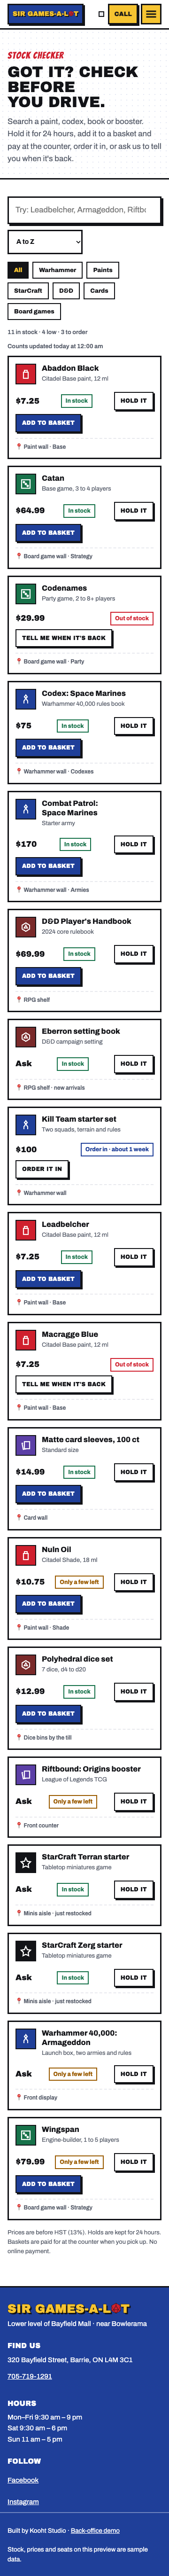 SIR GAMES-A-LOT
CALL
STOCK CHECKER
GOT IT? CHECK
BEFORE
YOU DRIVE.
Search a paint, codex, book or board game.
Hold it for 24 hours, add it to a basket and
pay at the counter, order it in, or ask us to tell
you when it's back.
Try: Leadbelcher, Armageddon, Riftbo
A to Z
All
Warhammer
Paints
StarCraft
D&D
Cards
Board games
11 in stock · 4 low · 3 to order
Counts updated today at 12:00 am
Abaddon Black
Citadel Base paint, 12 ml
$7.25
In stock
HOLD IT
ADD TO BASKET
Paint wall · Base
Catan
Base game, 3 to 4 players
$64.99
In stock
HOLD IT
ADD TO BASKET
Board game wall · Strategy
Codenames
Party game, 2 to 8+ players
$29.99
Out of stock
TELL ME WHEN IT'S BACK
Board game wall · Party
Codex: Space Marines
Warhammer 40,000 rules book
$75
In stock
HOLD IT
ADD TO BASKET
Warhammer wall · Codexes
Combat Patrol:
Space Marines
Starter army
$170
In stock
HOLD IT
ADD TO BASKET
Warhammer wall · Armies
D&D Player's Handbook
2024 core rulebook
$69.99
In stock
HOLD IT
ADD TO BASKET
RPG shelf
Eberron setting book
D&D campaign setting
Ask
In stock
HOLD IT
RPG shelf · new arrivals
Kill Team starter set
Two squads, terrain and rules
$100
Order in · about 1 week
ORDER IT IN
Warhammer wall
Leadbelcher
Citadel Base paint, 12 ml
$7.25
In stock
HOLD IT
ADD TO BASKET
Paint wall · Base
Macragge Blue
Citadel Base paint, 12 ml
$7.25
Out of stock
TELL ME WHEN IT'S BACK
Paint wall · Base
Matte card sleeves, 100 ct
Standard size
$14.99
In stock
HOLD IT
ADD TO BASKET
Card wall
Nuln Oil
Citadel Shade, 18 ml
$10.75
Only a few left
HOLD IT
ADD TO BASKET
Paint wall · Shade
Polyhedral dice set
7 dice, d4 to d20
$12.99
In stock
HOLD IT
ADD TO BASKET
Dice bins by the till
Riftbound: Origins booster
League of Legends TCG
Ask
Only a few left
HOLD IT
Front counter
StarCraft Terran starter
Tabletop miniatures game
Ask
In stock
HOLD IT
Minis aisle · just restocked
StarCraft Zerg starter
Tabletop miniatures game
Ask
In stock
HOLD IT
Minis aisle · just restocked
Warhammer 40,000:
Armageddon
Launch box, two armies and rules
Ask
Only a few left
HOLD IT
Front display
Wingspan
Engine-builder, 1 to 5 players
$79.99
Only a few left
HOLD IT
ADD TO BASKET
Board game wall · Strategy
Prices are before HST (13%). Holds are kept for 24 hours.
Baskets are paid for at the counter when you pick up. No
online payment.
SIR GAMES-A-LOT
Lower level of Bayfield Mall · near Bowlerama
FIND US
320 Bayfield Street, Barrie, ON L4M 3C1
705-719-1291
HOURS
Mon–Fri 9:30 am – 9 pm
Sat 9:30 am – 6 pm
Sun 11 am – 5 pm
FOLLOW
Facebook
Instagram
Built by Kooht Studio · Back-office demo
Stock, prices and seats on this preview are sample
data.